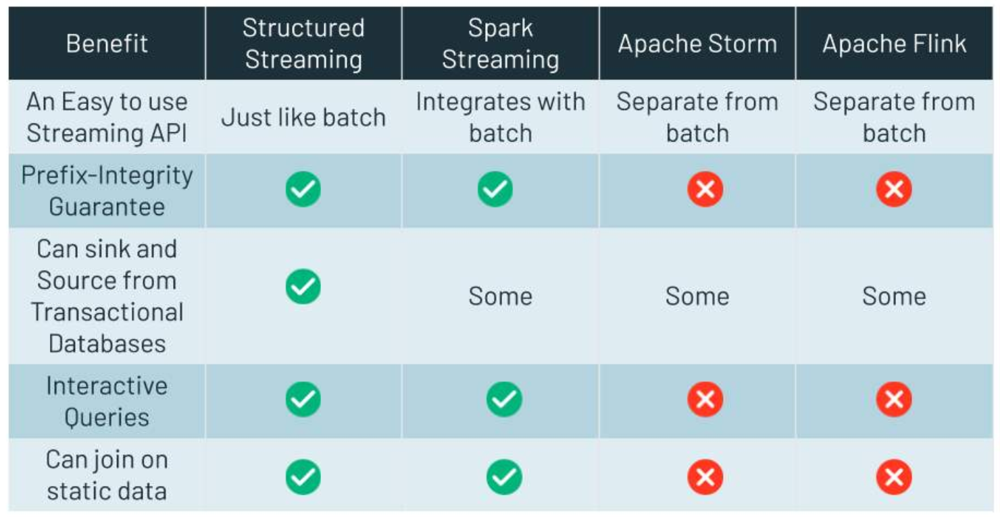 Benefit
Structured
Streaming
Spark
Streaming
Apache Storm
Apache Flink
An Easy to use
Streaming API
Just like batch
Integrates with
batch
Separate from
batch
Separate from
batch
Prefix-Integrity
Guarantee
Can sink and
Source from
Transactional
Databases
Some
Some
Some
Interactive
Queries
Can join on
static data